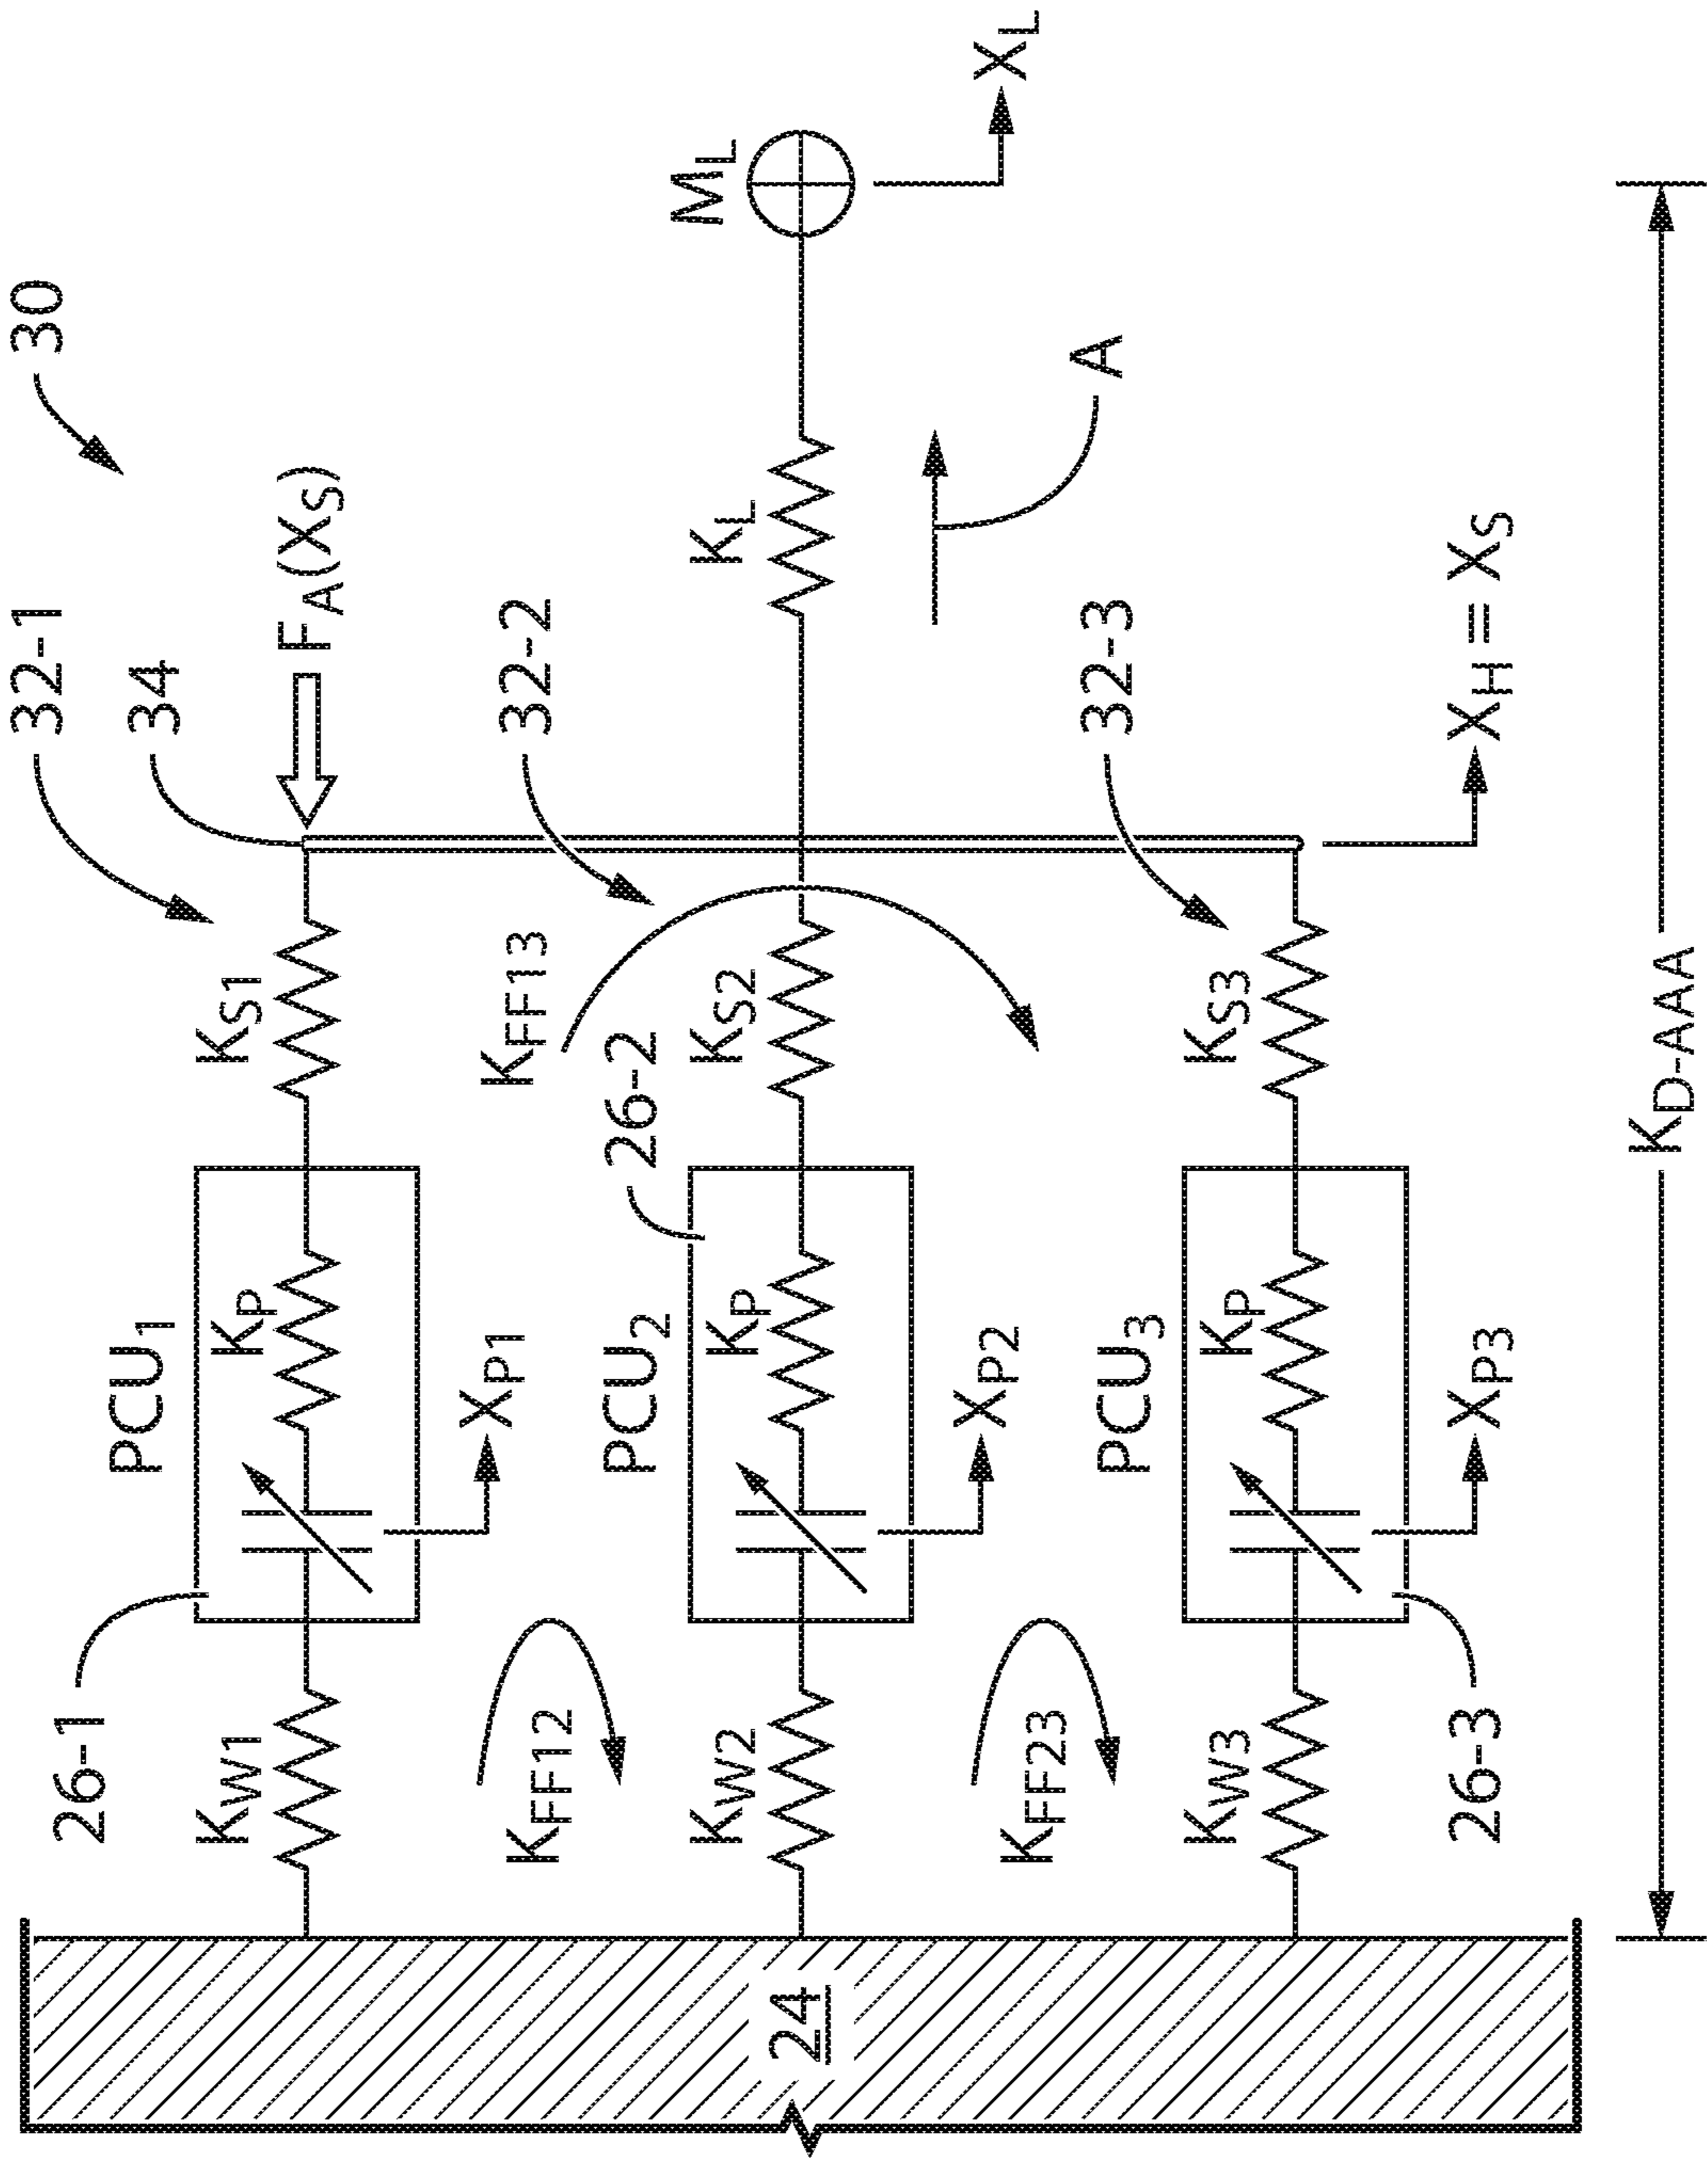 30
32-1
34
F_A(X_S)
32-2
32-3
26-1
PCU_1
K_W1
K_P
K_S1
X_P1
K_FF12
K_FF13
26-2
PCU_2
K_W2
K_P
K_S2
K_L
M_L
X_L
A
X_P2
K_FF23
PCU_3
K_W3
K_P
K_S3
X_P3
26-3
X_H = X_S
24
K_D-AAA